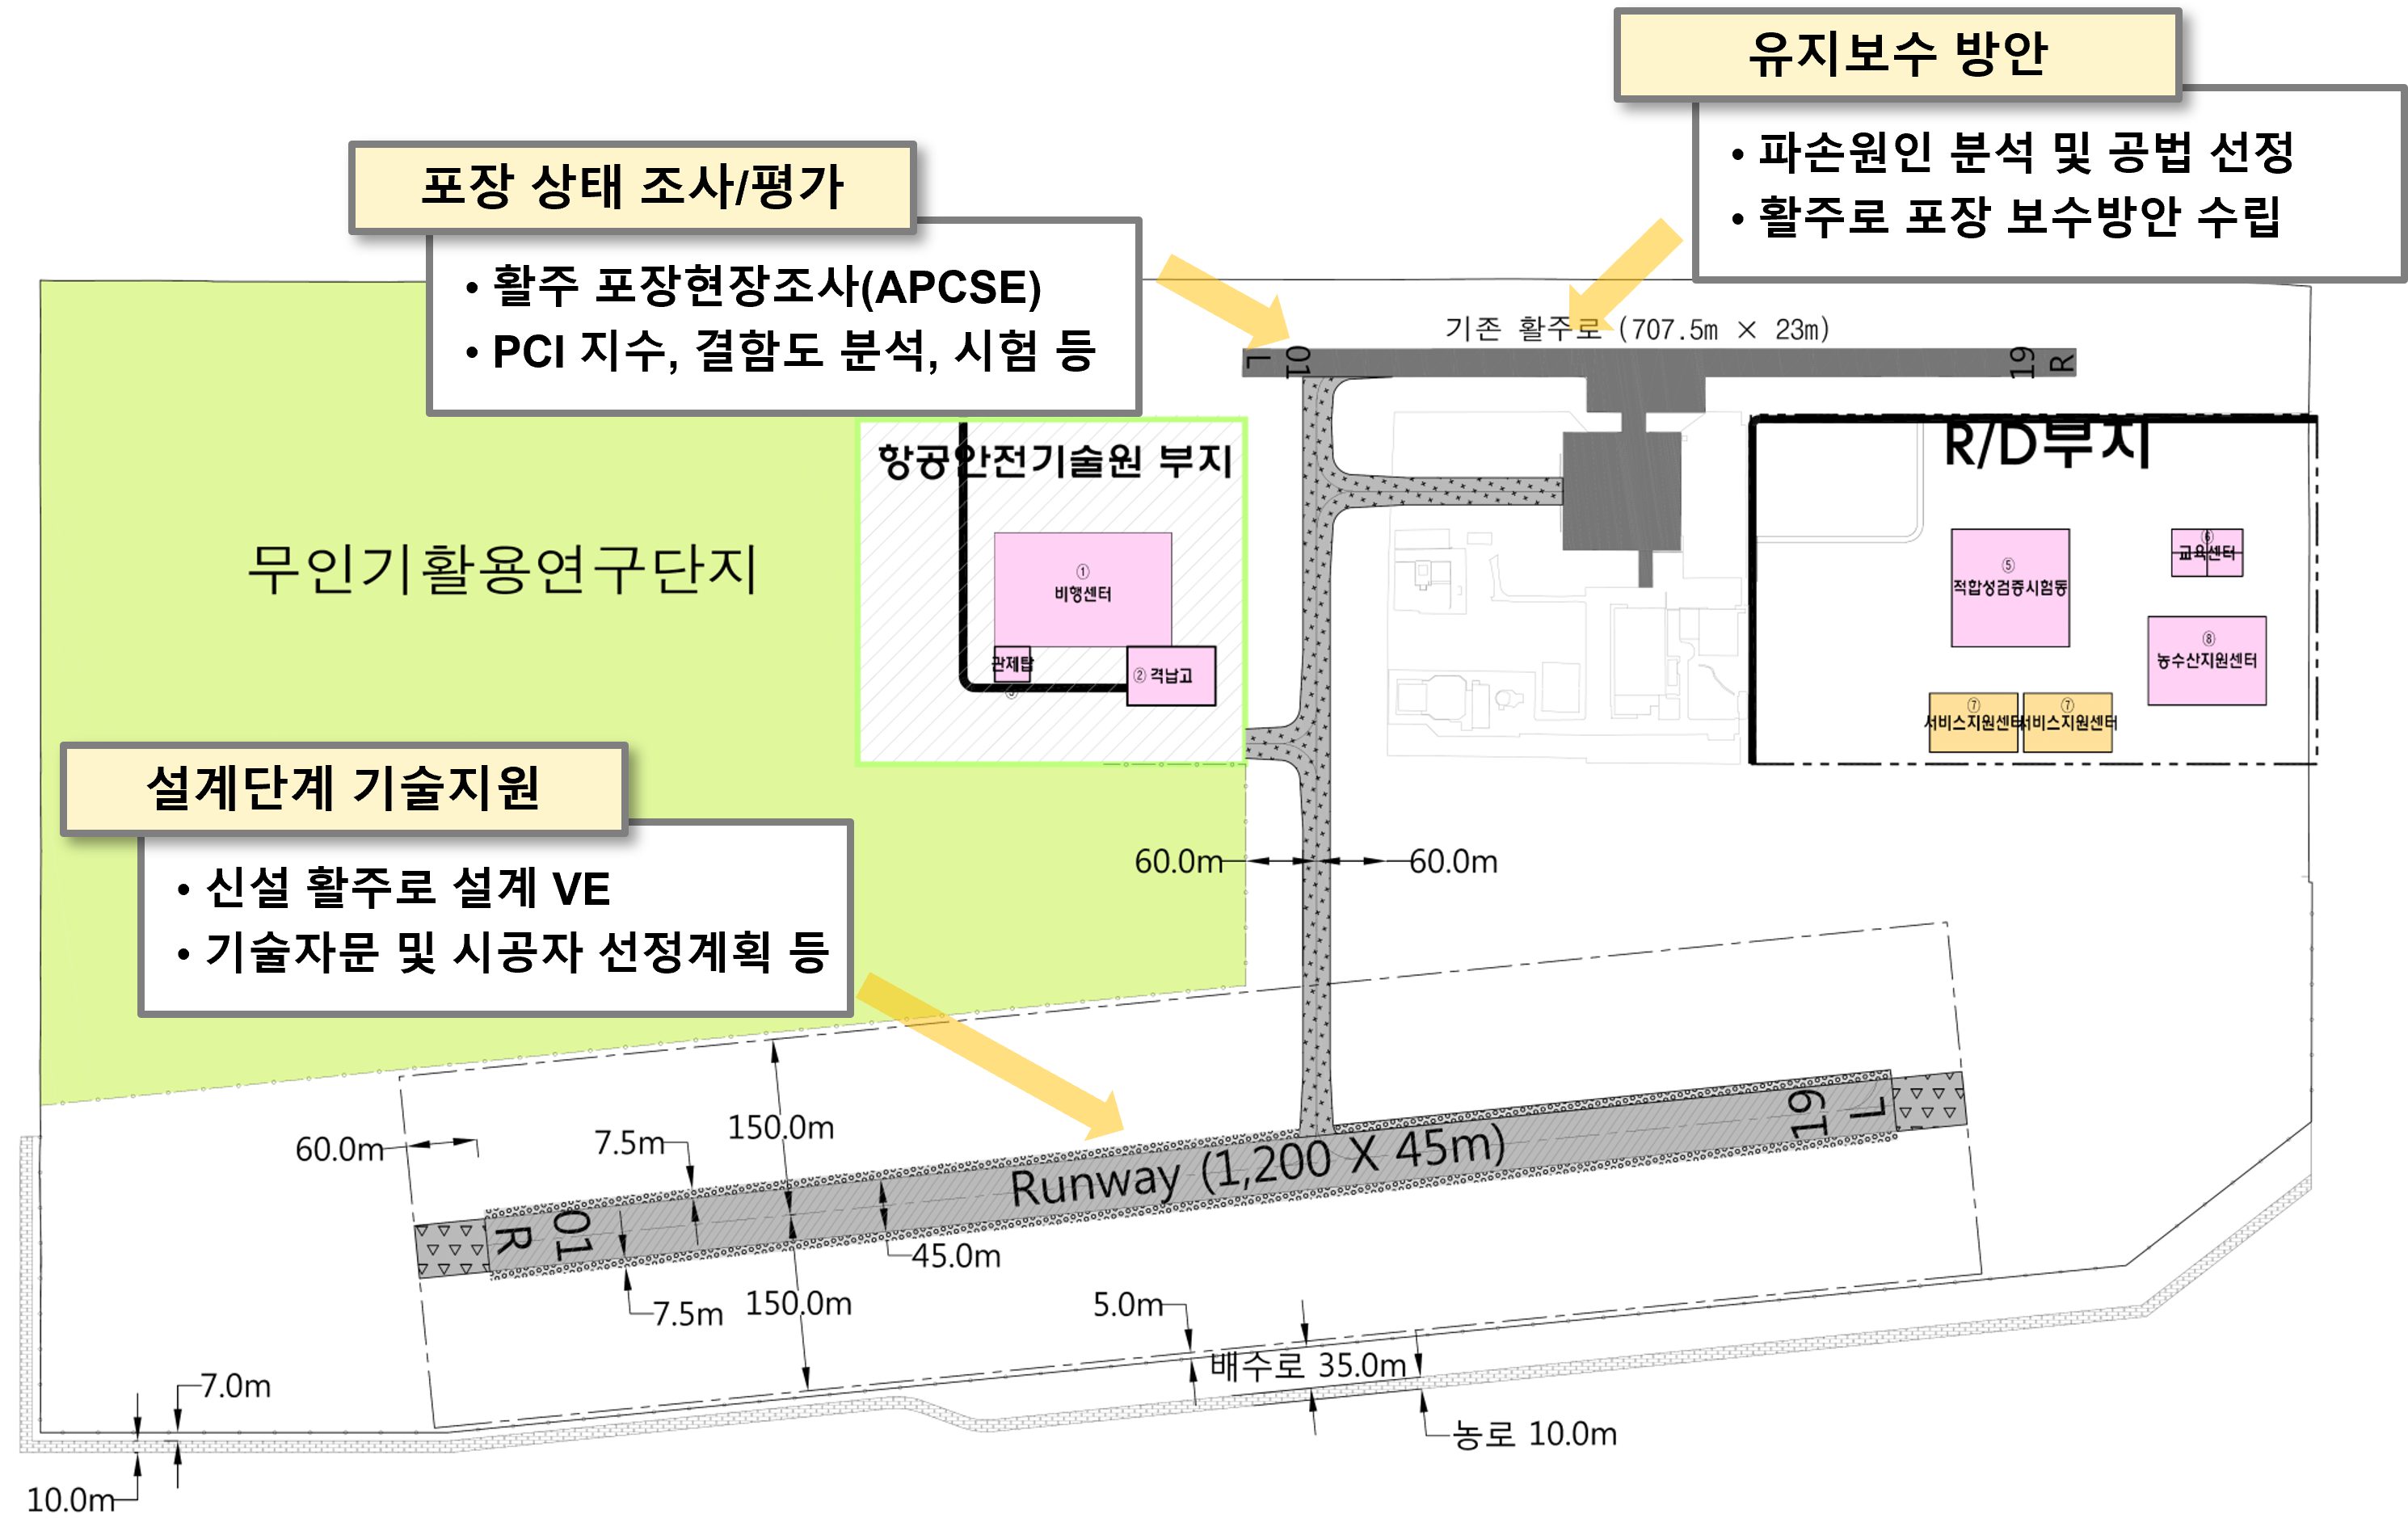 유지보수 방안
• 파손원인 분석 및 공법 선정
• 활주로 포장 보수방안 수립
포장 상태 조사/평가
• 활주 포장현장조사(APCSE)
• PCI 지수, 결함도 분석, 시험 등
기존 활주로 (707.5m × 23m)
L
01
19
R
항공안전기술원 부지
R/D부지
무인기활용연구단지
①
비행센터
관제탑
② 격납고
⑤
적합성검증시험동
⑥
교육센터
⑧
농수산지원센터
⑦
서비스지원센터
⑦
서비스지원센터
설계단계 기술지원
• 신설 활주로 설계 VE
• 기술자문 및 시공자 선정계획 등
60.0m
60.0m
60.0m
7.5m
150.0m
Runway (1,200 X 45m)
19
L
R
01
45.0m
7.5m
150.0m
5.0m
배수로 35.0m
7.0m
농로 10.0m
10.0m